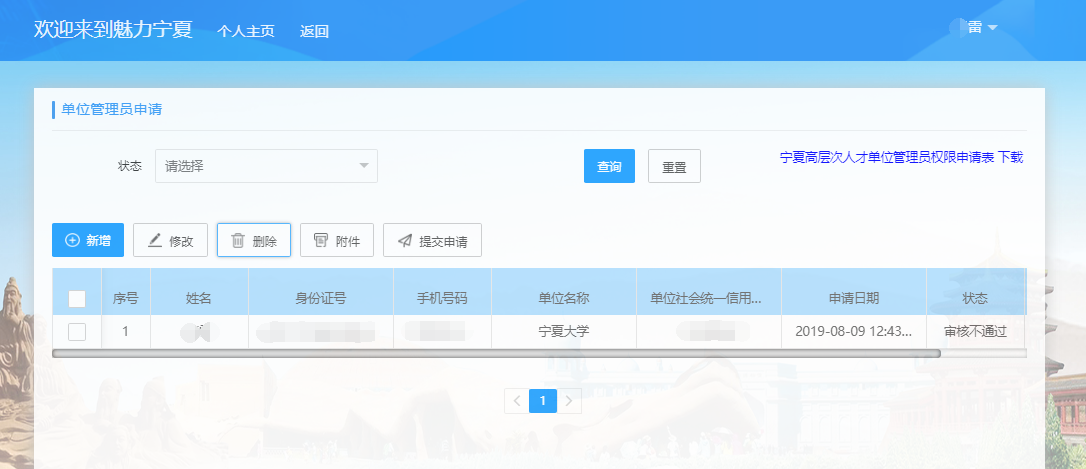 欢迎来到魅力宁夏 个人主页 返回 雷
单位管理员申请
状态 请选择 查询 重置 宁夏高层次人才单位管理员权限申请表 下载
新增 修改 删除 附件 提交申请
序号 姓名 身份证号 手机号码 单位名称 单位社会统一信用... 申请日期 状态
1 宁夏大学 2019-08-09 12:43... 审核不通过
1